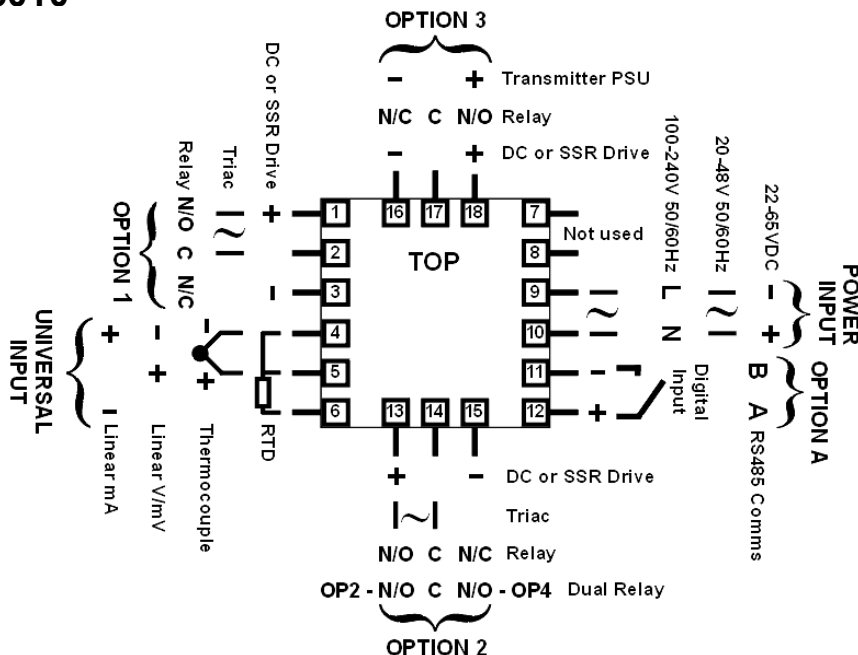 OPTION 3
- + Transmitter PSU
N/C C N/O Relay
- + DC or SSR Drive
16 17 18
TOP
1
2
3
4
5
6
7
8
9
10
11
12
13 14 15
DC or SSR Drive
+
-
Triac
~
Relay N/O C N/C
OPTION 1
UNIVERSAL
INPUT
+ - Linear mA
- + Linear V/mV
- + Thermocouple
RTD
Not used
~
100-240V 50/60Hz L N
20-48V 50/60Hz ~
22-65VDC - +
POWER
INPUT
- +
Digital
Input
B A RS485 Comms
OPTION A
+ - DC or SSR Drive
~ Triac
N/O C N/C Relay
OP2 - N/O C N/O - OP4 Dual Relay
OPTION 2